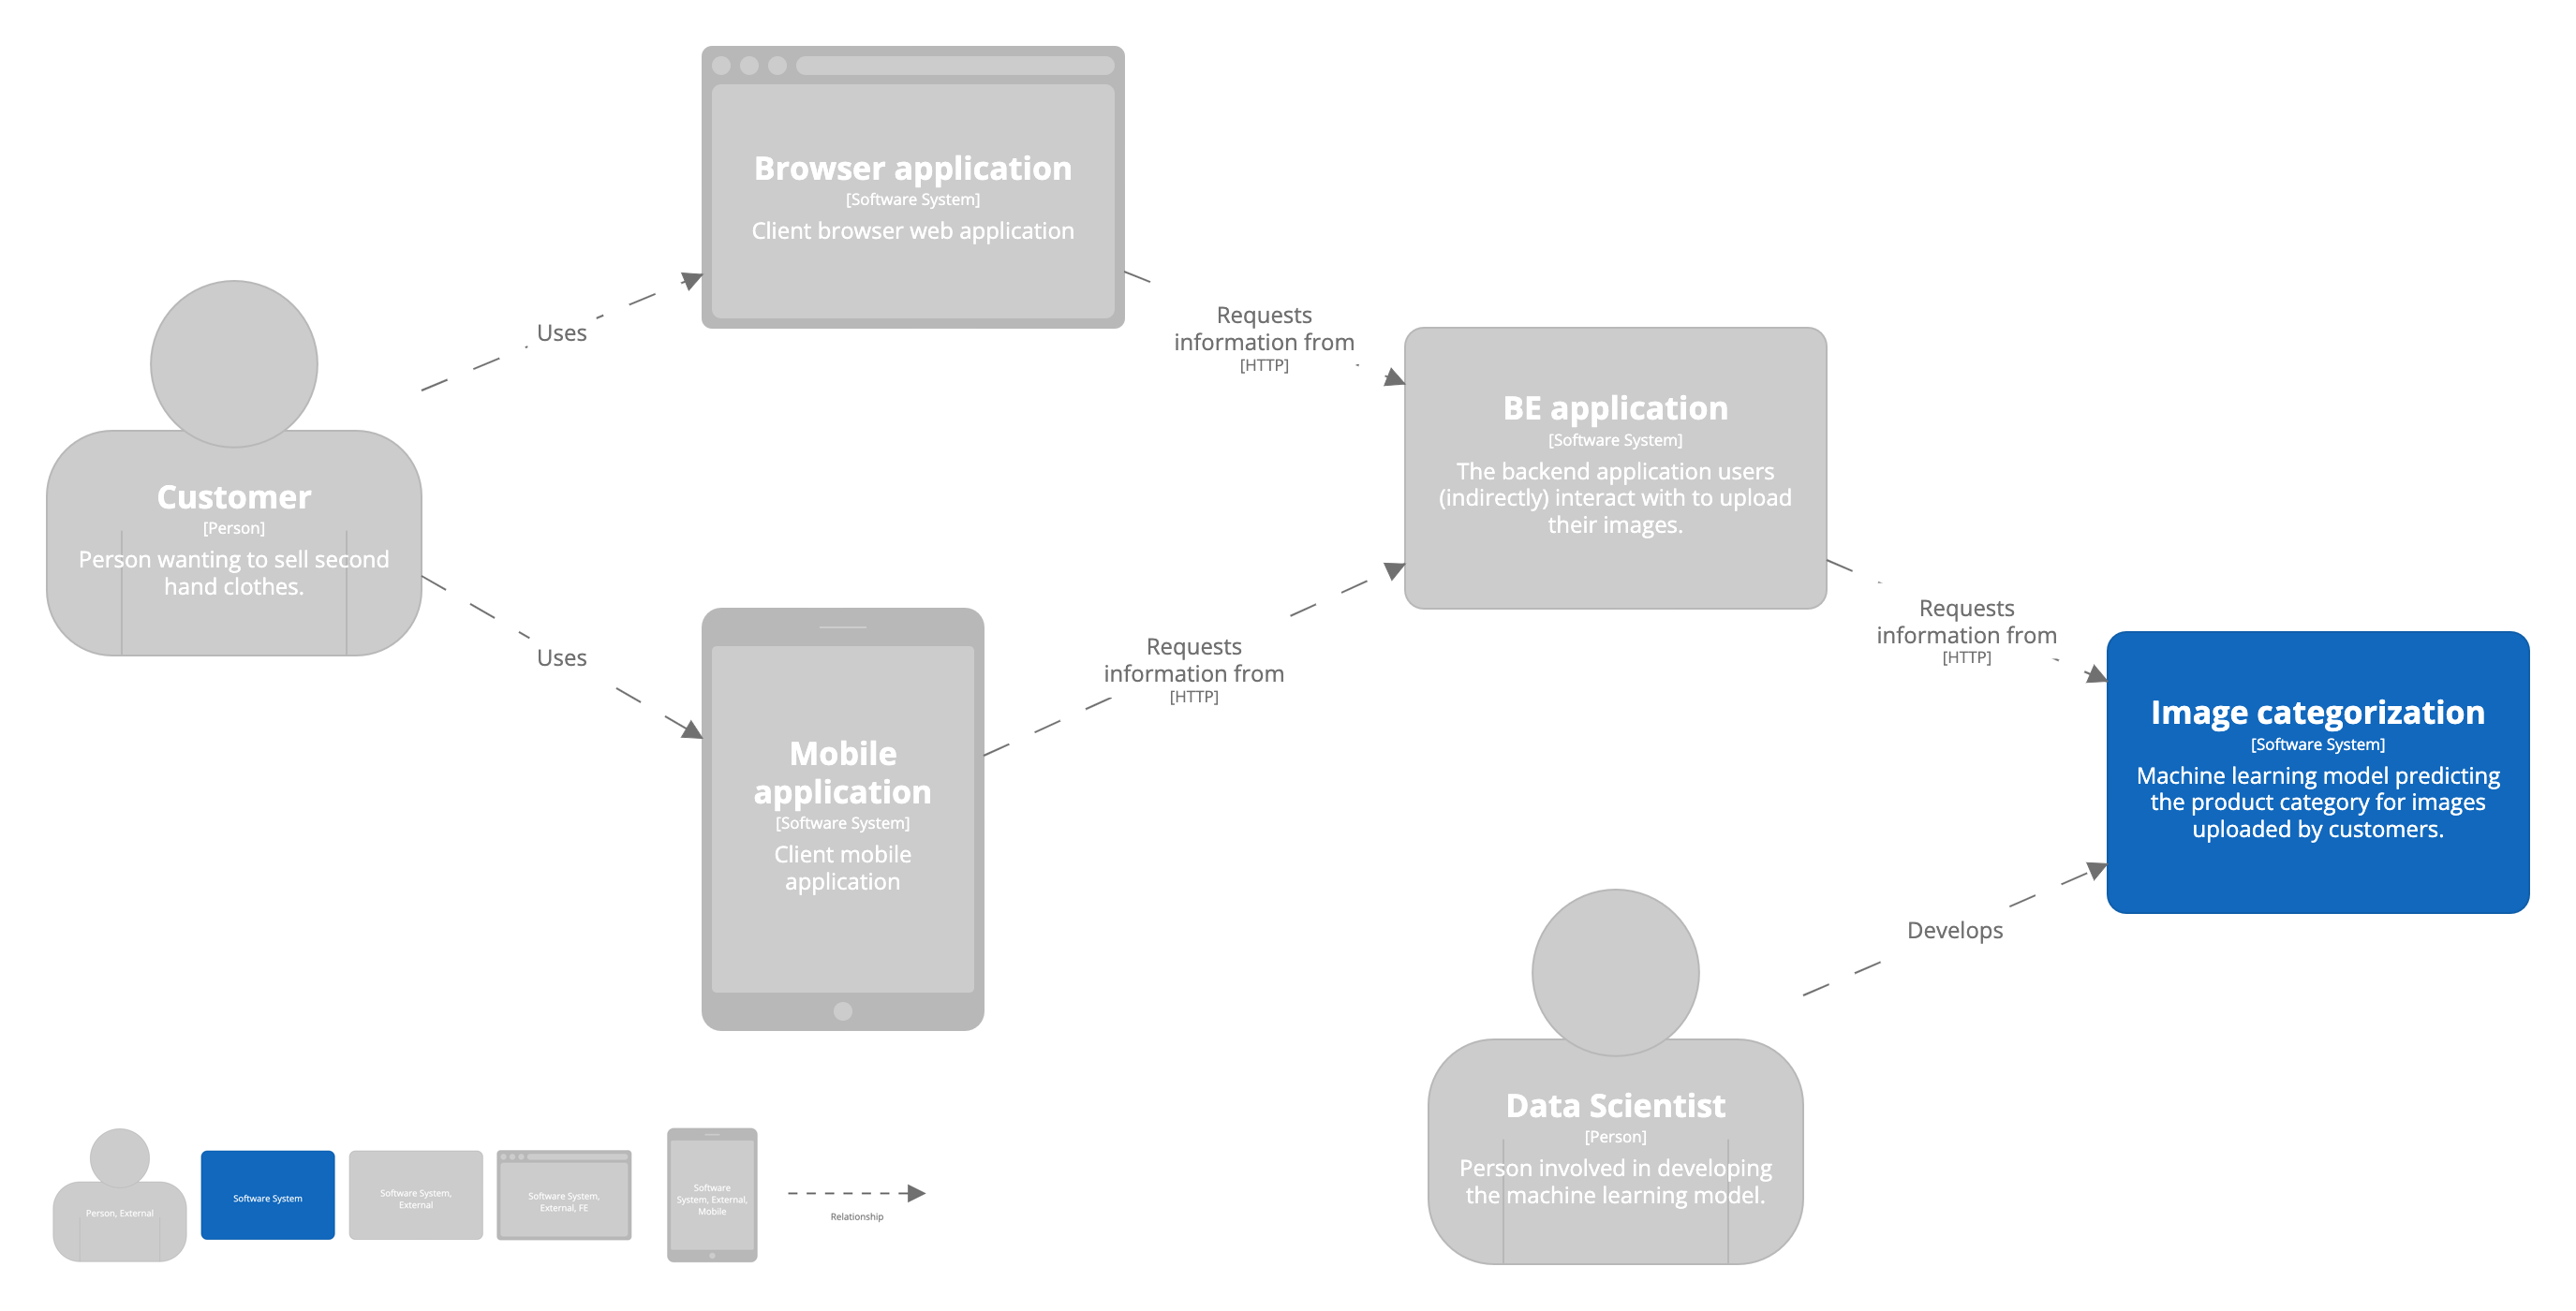 Browser application
[Software System]
Client browser web application
Uses
Requests
information from
[HTTP]
Customer
[Person]
Person wanting to sell second
hand clothes.
BE application
[Software System]
The backend application users
(indirectly) interact with to upload
their images.
Uses
Mobile
application
[Software System]
Client mobile
application
Requests
information from
[HTTP]
Requests
information from
[HTTP]
Image categorization
[Software System]
Machine learning model predicting
the product category for images
uploaded by customers.
Develops
Data Scientist
[Person]
Person involved in developing
the machine learning model.
Person, External
Software System
Software System,
External
Software System,
External, FE
Software
System, External,
Mobile
Relationship